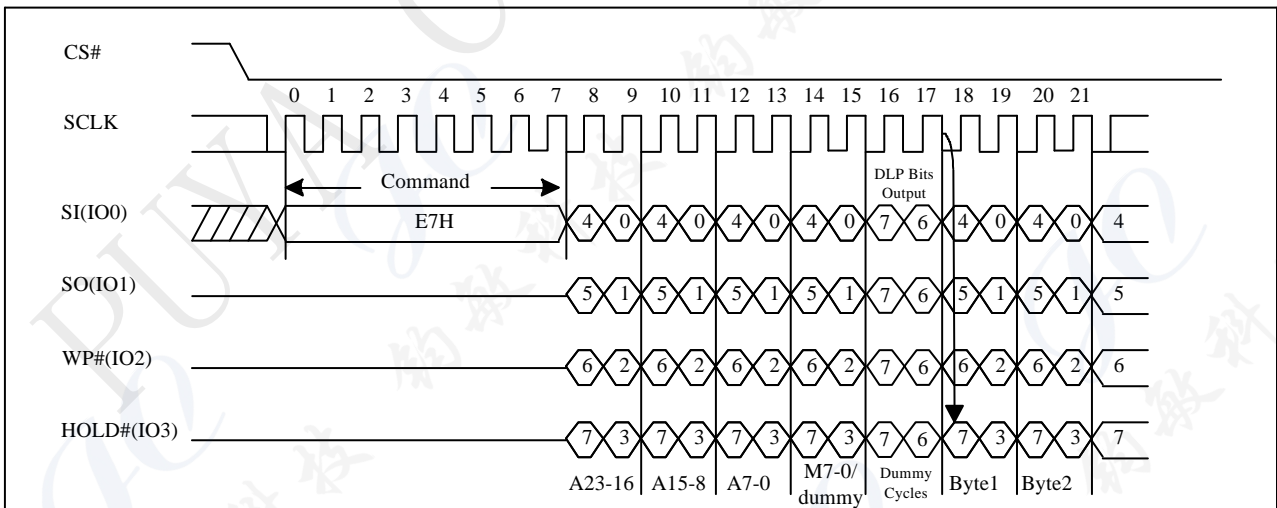 CS#
0 1 2 3 4 5 6 7 8 9 10 11 12 13 14 15 16 17 18 19 20 21
SCLK
Command
DLP Bits
Output
SI(IO0)
E7H
4 0 4 0 4 0 4 0 7 6 4 0 4 0 4
SO(IO1)
5 1 5 1 5 1 5 1 7 6 5 1 5 1 5
WP#(IO2)
6 2 6 2 6 2 6 2 7 6 6 2 6 2 6
HOLD#(IO3)
7 3 7 3 7 3 7 3 7 6 7 3 7 3 7
A23-16 A15-8 A7-0 M7-0/
dummy
Dummy
Cycles
Byte1 Byte2
PUYA